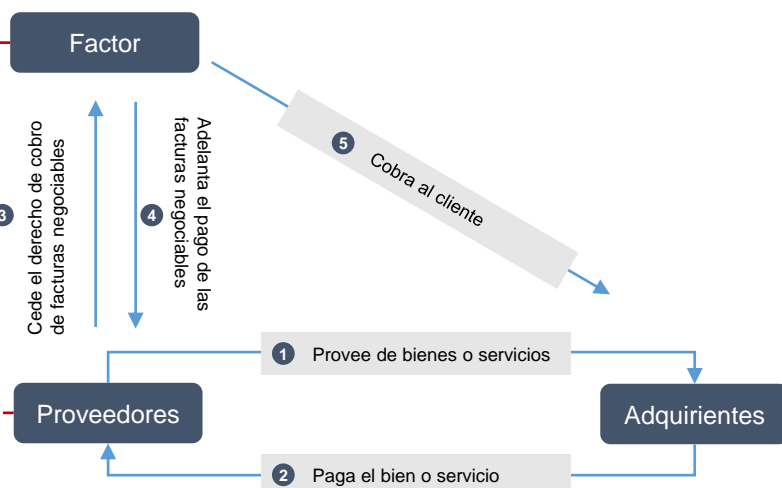 Factor
5 Cobra al cliente
3 Cede el derecho de cobro
de facturas negociables
4 Adelanta el pago de las
facturas negociables
1 Provee de bienes o servicios
Proveedores
Adquirientes
2 Paga el bien o servicio